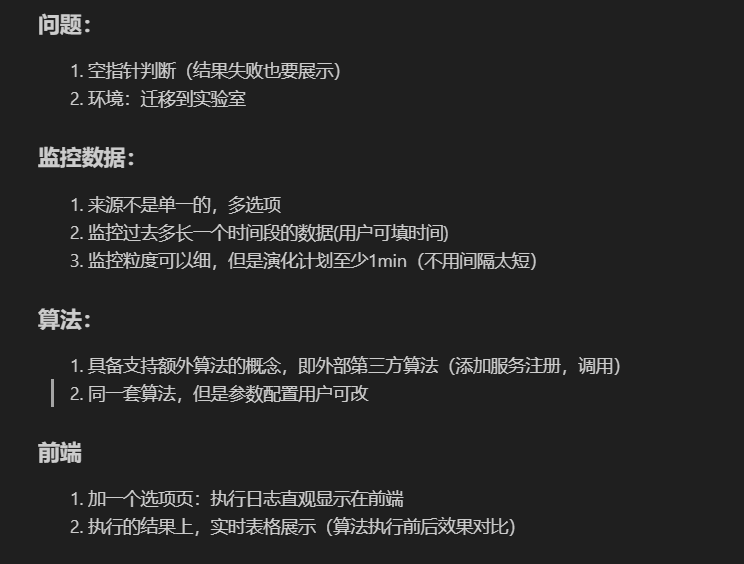 问题：
1. 空指针判断（结果失败也要展示）
2. 环境：迁移到实验室
监控数据：
1. 来源不是单一的，多选项
2. 监控过去多长一个时间段的数据(用户可填时间)
3. 监控粒度可以细，但是演化计划至少1min（不用间隔太短）
算法：
1. 具备支持额外算法的概念，即外部第三方算法（添加服务注册，调用）
2. 同一套算法，但是参数配置用户可改
前端
1. 加一个选项页：执行日志直观显示在前端
2. 执行的结果上，实时表格展示（算法执行前后效果对比）